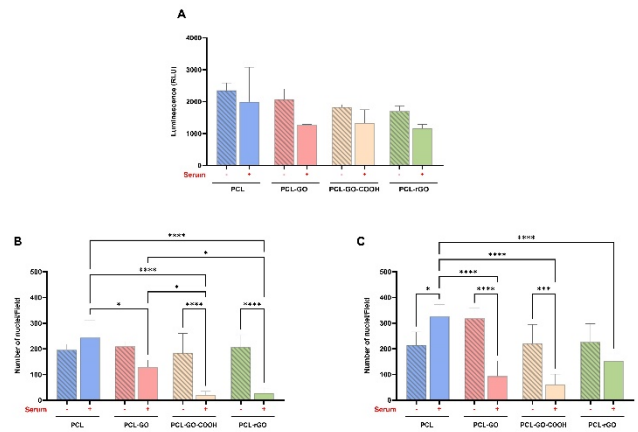 A
4000
3000
2000
1000
0
Luminescence (RLU)
Serum - + - + - + - +
PCL PCL-GO PCL-GO-COOH PCL-rGO
B
500
400
300
200
100
0
Number of nuclei/Field
****
*
****
*
*
****
****
Serum - + - + - + - +
PCL PCL-GO PCL-GO-COOH PCL-rGO
C
500
400
300
200
100
0
Number of nuclei/Field
****
****
****
*
****
***
Serum - + - + - + - +
PCL PCL-GO PCL-GO-COOH PCL-rGO